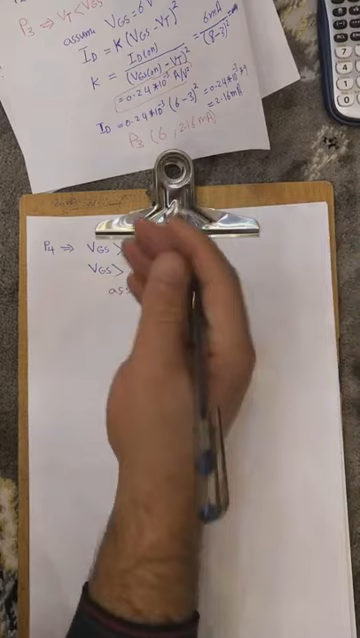 P3 ⇒ VT < VGS
assume VGS = 6V
ID = K (VGS - VT)²
K = ID(on) / (VGS(on) - VT)² = 6mA / (8-3)²
= 0.24*10⁻³ A/V²
ID = 0.24*10⁻³ (6-3)² = 0.24*10⁻³*9
= 2.16mA
P3 (6, 2.16mA)
P4 ⇒ VGS >
VGS >
ass